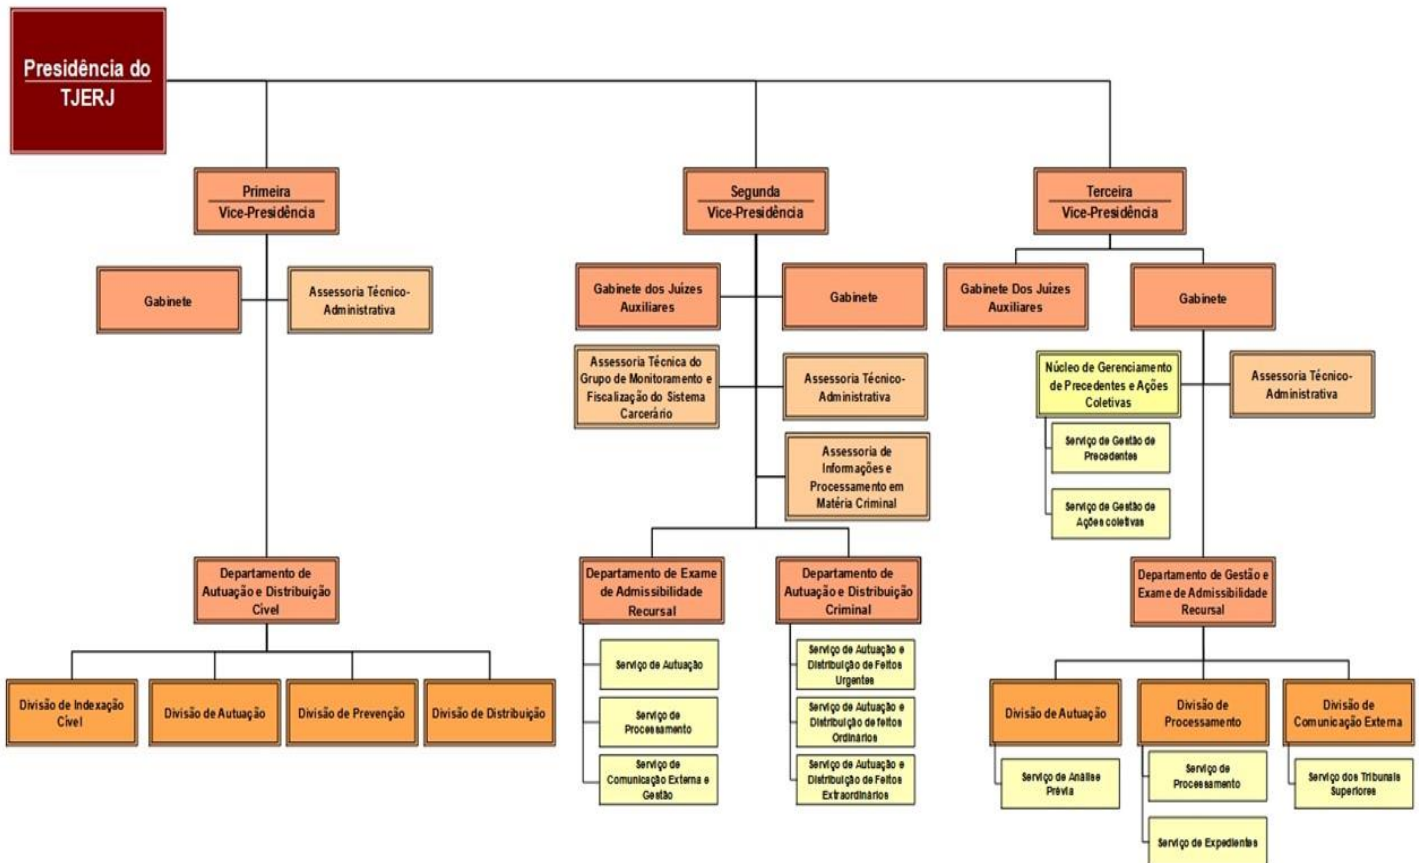 Presidência do
TJERJ
Primeira
Vice-Presidência
Segunda
Vice-Presidência
Terceira
Vice-Presidência
Gabinete
Assessoria Técnico-
Administrativa
Gabinete dos Juízes
Auxiliares
Gabinete
Gabinete Dos Juízes
Auxiliares
Gabinete
Assessoria Técnica do
Grupo de Monitoramento e
Fiscalização do Sistema
Carcerário
Assessoria Técnico-
Administrativa
Núcleo de Gerenciamento
de Precedentes e Ações
Coletivas
Assessoria Técnico-
Administrativa
Serviço de Gestão de
Precedentes
Assessoria de
Informações e
Processamento em
Matéria Criminal
Serviço de Gestão de
Ações coletivas
Departamento de
Autuação e Distribuição
Cível
Departamento de Exame
de Admissibilidade
Recursal
Departamento de
Autuação e Distribuição
Criminal
Departamento de Gestão e
Exame de Admissibilidade
Recursal
Divisão de Indexação
Cível
Divisão de Autuação
Divisão de Prevenção
Divisão de Distribuição
Serviço de Autuação
Serviço de
Processamento
Serviço de
Comunicação Externa e
Gestão
Serviço de Autuação e
Distribuição de Feitos
Urgentes
Serviço de Autuação e
Distribuição de feitos
Ordinários
Serviço de Autuação e
Distribuição de Feitos
Extraordinários
Divisão de Autuação
Divisão de
Processamento
Divisão de
Comunicação Externa
Serviço de Análise
Prévia
Serviço de
Processamento
Serviço dos Tribunais
Superiores
Serviço de Expedientes